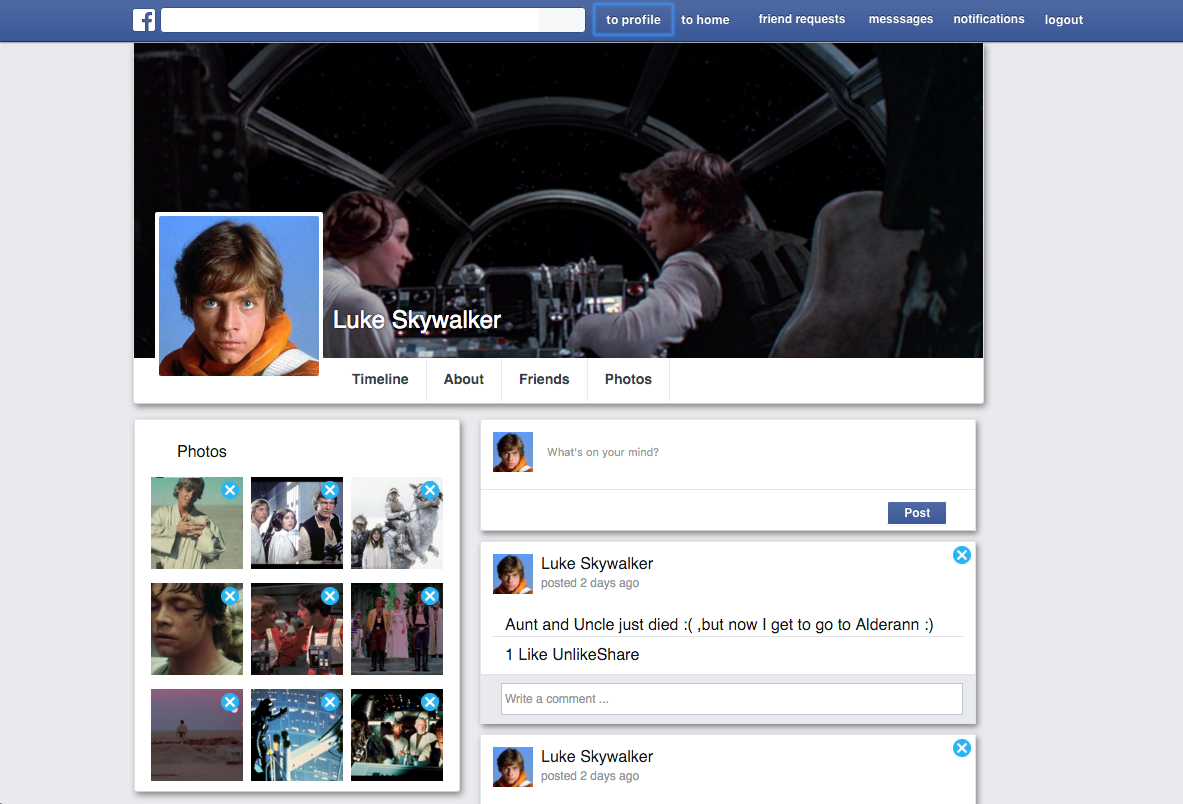 f
to profile to home friend requests messsages notifications logout
Luke Skywalker
Timeline About Friends Photos
Photos
What's on your mind?
Post
Luke Skywalker
posted 2 days ago
Aunt and Uncle just died :( ,but now I get to go to Alderann :)
1 Like UnlikeShare
Write a comment ...
Luke Skywalker
posted 2 days ago